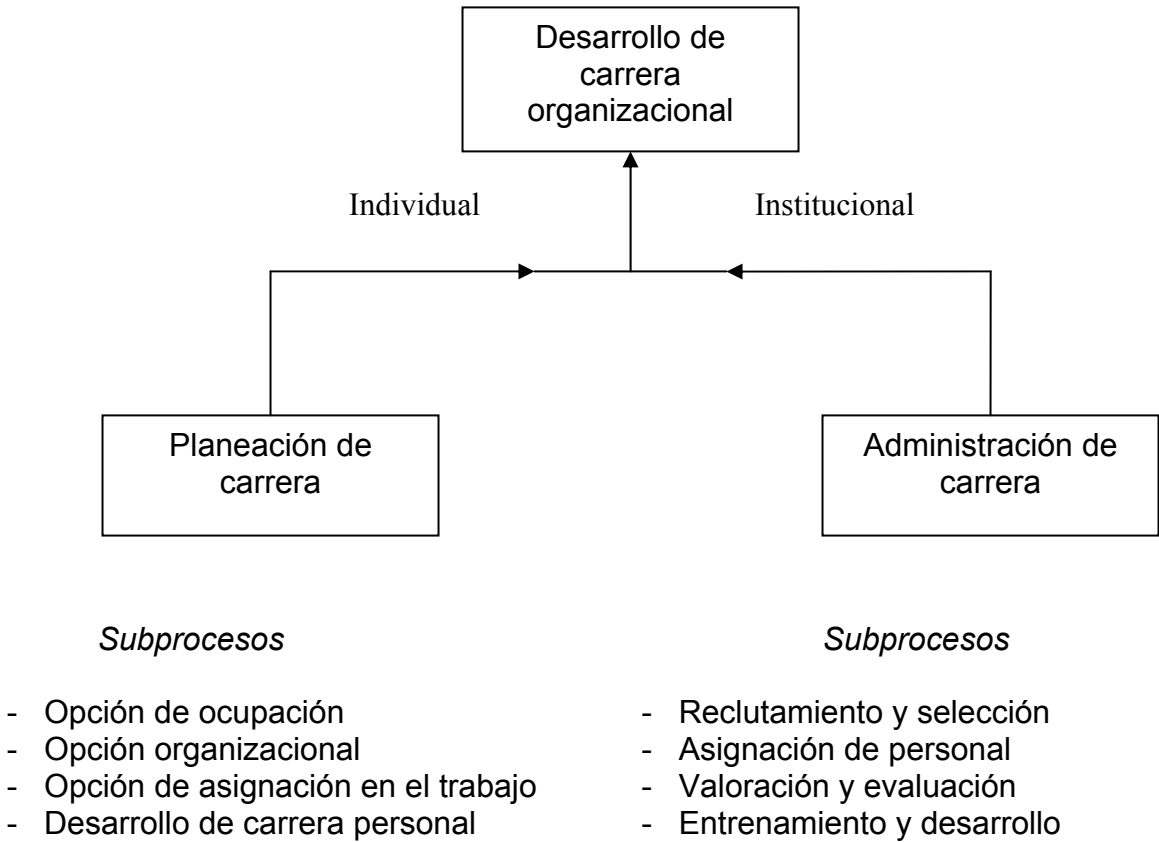 Desarrollo de
carrera
organizacional
Individual
Institucional
Planeación de
carrera
Administración de
carrera
Subprocesos
- Opción de ocupación
- Opción organizacional
- Opción de asignación en el trabajo
- Desarrollo de carrera personal
Subprocesos
- Reclutamiento y selección
- Asignación de personal
- Valoración y evaluación
- Entrenamiento y desarrollo